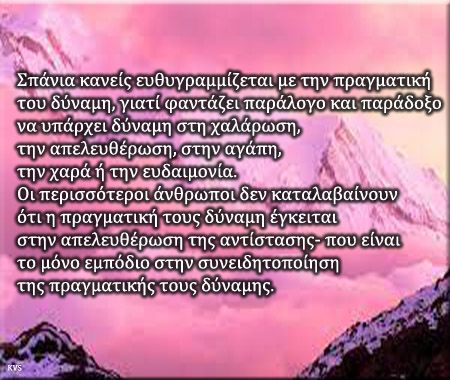 Σπάνια κανείς ευθυγραμμίζεται με την πραγματική
του δύναμη, γιατί φαντάζει παράλογο και παράδοξο
να υπάρχει δύναμη στη χαλάρωση,
την απελευθέρωση, στην αγάπη,
την χαρά ή την ευδαιμονία.
Οι περισσότεροι άνθρωποι δεν καταλαβαίνουν
ότι η πραγματική τους δύναμη έγκειται
στην απελευθέρωση της αντίστασης- που είναι
το μόνο εμπόδιο στην συνειδητοποίηση
της πραγματικής τους δύναμης.
KVS